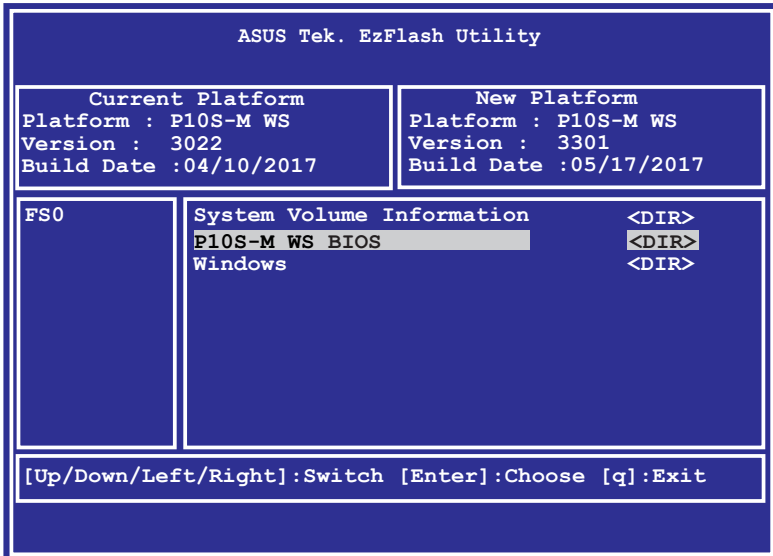 ASUS Tek. EzFlash Utility
Current Platform
Platform : P10S-M WS
Version : 3022
Build Date :04/10/2017
New Platform
Platform : P10S-M WS
Version : 3301
Build Date :05/17/2017
FS0
System Volume Information <DIR>
P10S-M WS BIOS <DIR>
Windows <DIR>
[Up/Down/Left/Right]:Switch [Enter]:Choose [q]:Exit